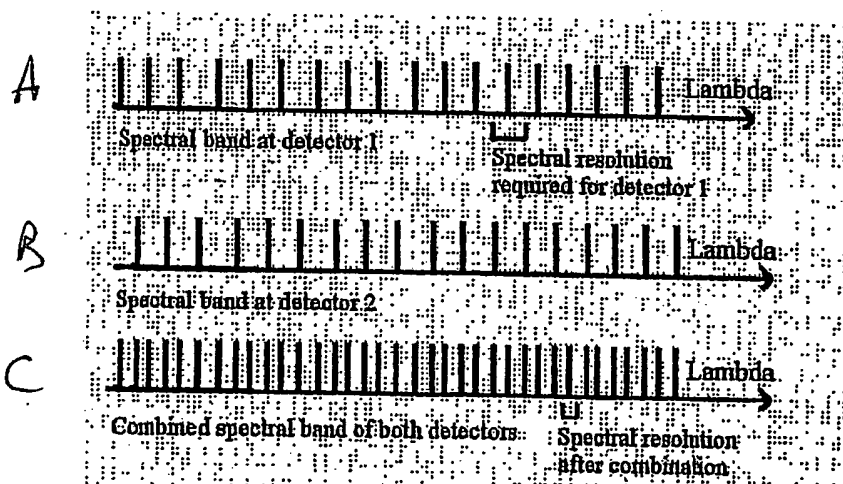 A
Lambda
Spectral band at detector 1
Spectral resolution
required for detector 1
B
Lambda
Spectral band at detector 2
C
Lambda
Combined spectral band of both detectors
Spectral resolution
after combination